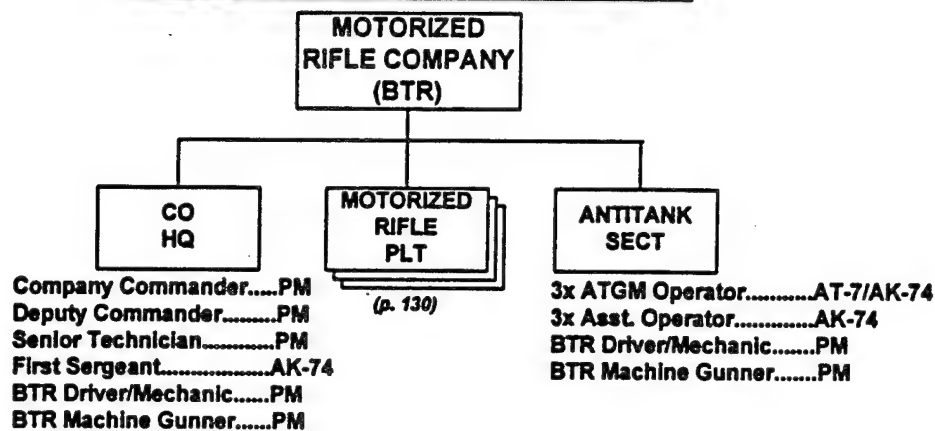 MOTORIZED
RIFLE COMPANY
(BTR)
CO
HQ
MOTORIZED
RIFLE
PLT
ANTITANK
SECT
(p. 130)
Company Commander.....PM
Deputy Commander.........PM
Senior Technician.............PM
First Sergeant...................AK-74
BTR Driver/Mechanic......PM
BTR Machine Gunner......PM
3x ATGM Operator............AT-7/AK-74
3x Asst. Operator..............AK-74
BTR Driver/Mechanic.......PM
BTR Machine Gunner.......PM